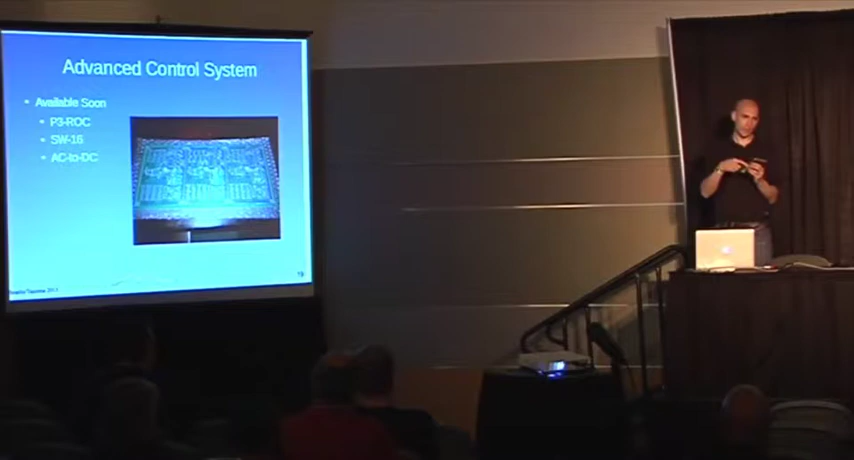 Advanced Control System
Available Soon
P3-ROC
SW-16
AC-to-DC